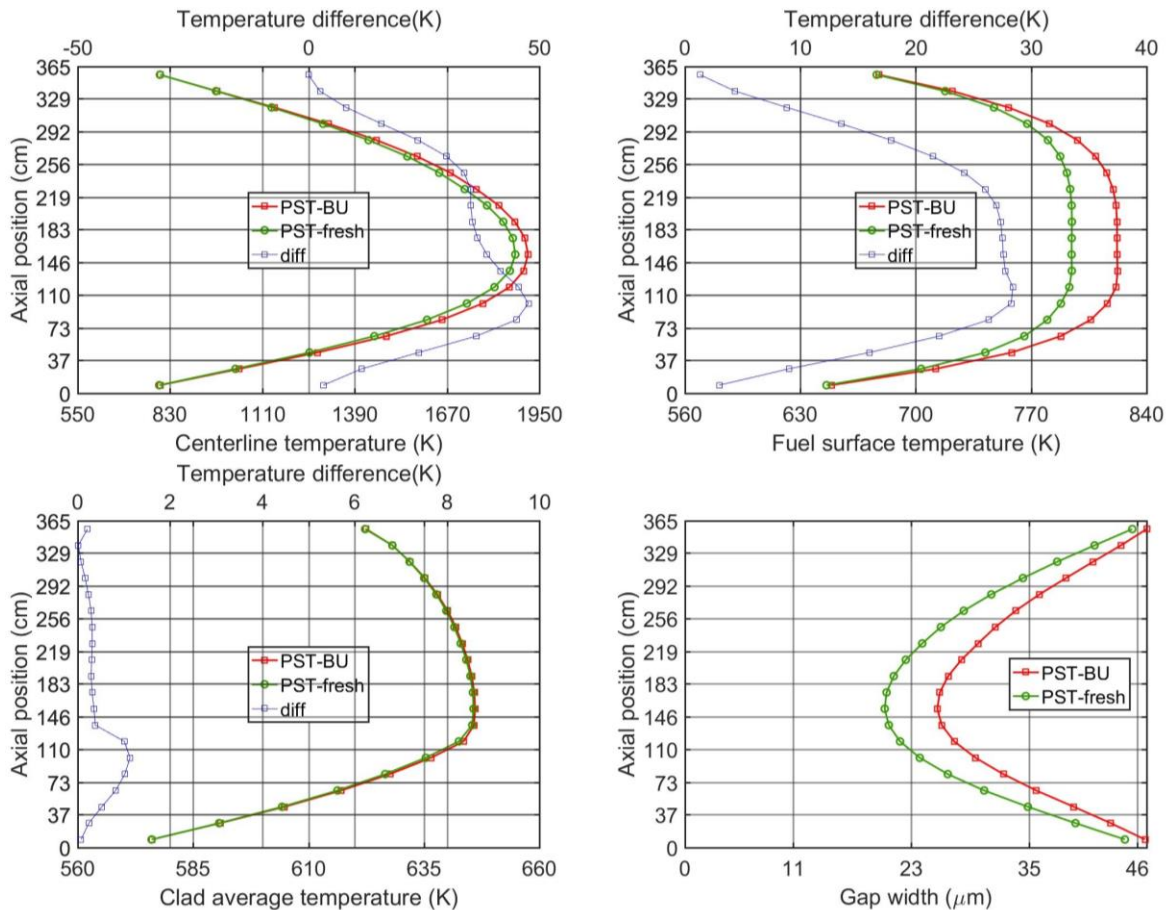 Temperature difference(K)
-50 0 50
365
329
292
256
219
183
146
110
73
37
0
Axial position (cm)
PST-BU
PST-fresh
diff
550 830 1110 1390 1670 1950
Centerline temperature (K)
Temperature difference(K)
0 10 20 30 40
365
329
292
256
219
183
146
110
73
37
0
Axial position (cm)
PST-BU
PST-fresh
diff
560 630 700 770 840
Fuel surface temperature (K)
Temperature difference(K)
0 2 4 6 8 10
365
329
292
256
219
183
146
110
73
37
0
Axial position (cm)
PST-BU
PST-fresh
diff
560 585 610 635 660
Clad average temperature (K)
365
329
292
256
219
183
146
110
73
37
0
Axial position (cm)
PST-BU
PST-fresh
0 11 23 35 46
Gap width (μm)